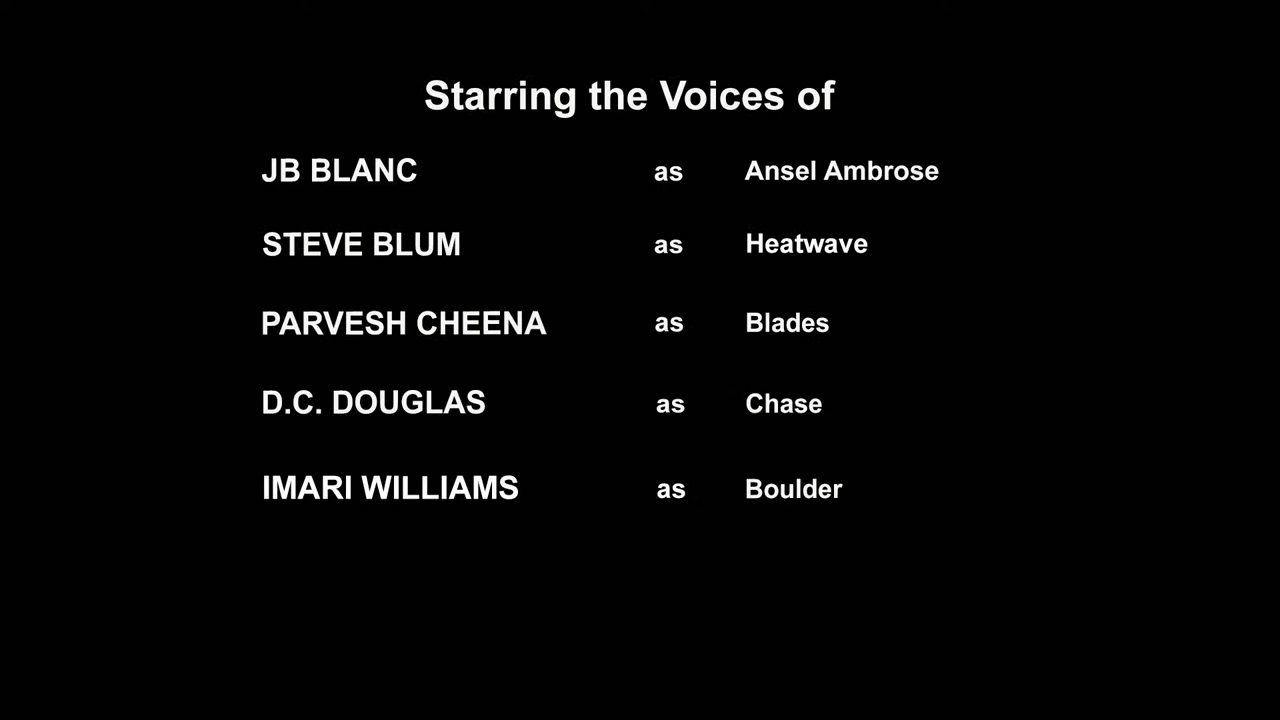 Starring the Voices of
JB BLANC as Ansel Ambrose
STEVE BLUM as Heatwave
PARVESH CHEENA as Blades
D.C. DOUGLAS as Chase
IMARI WILLIAMS as Boulder